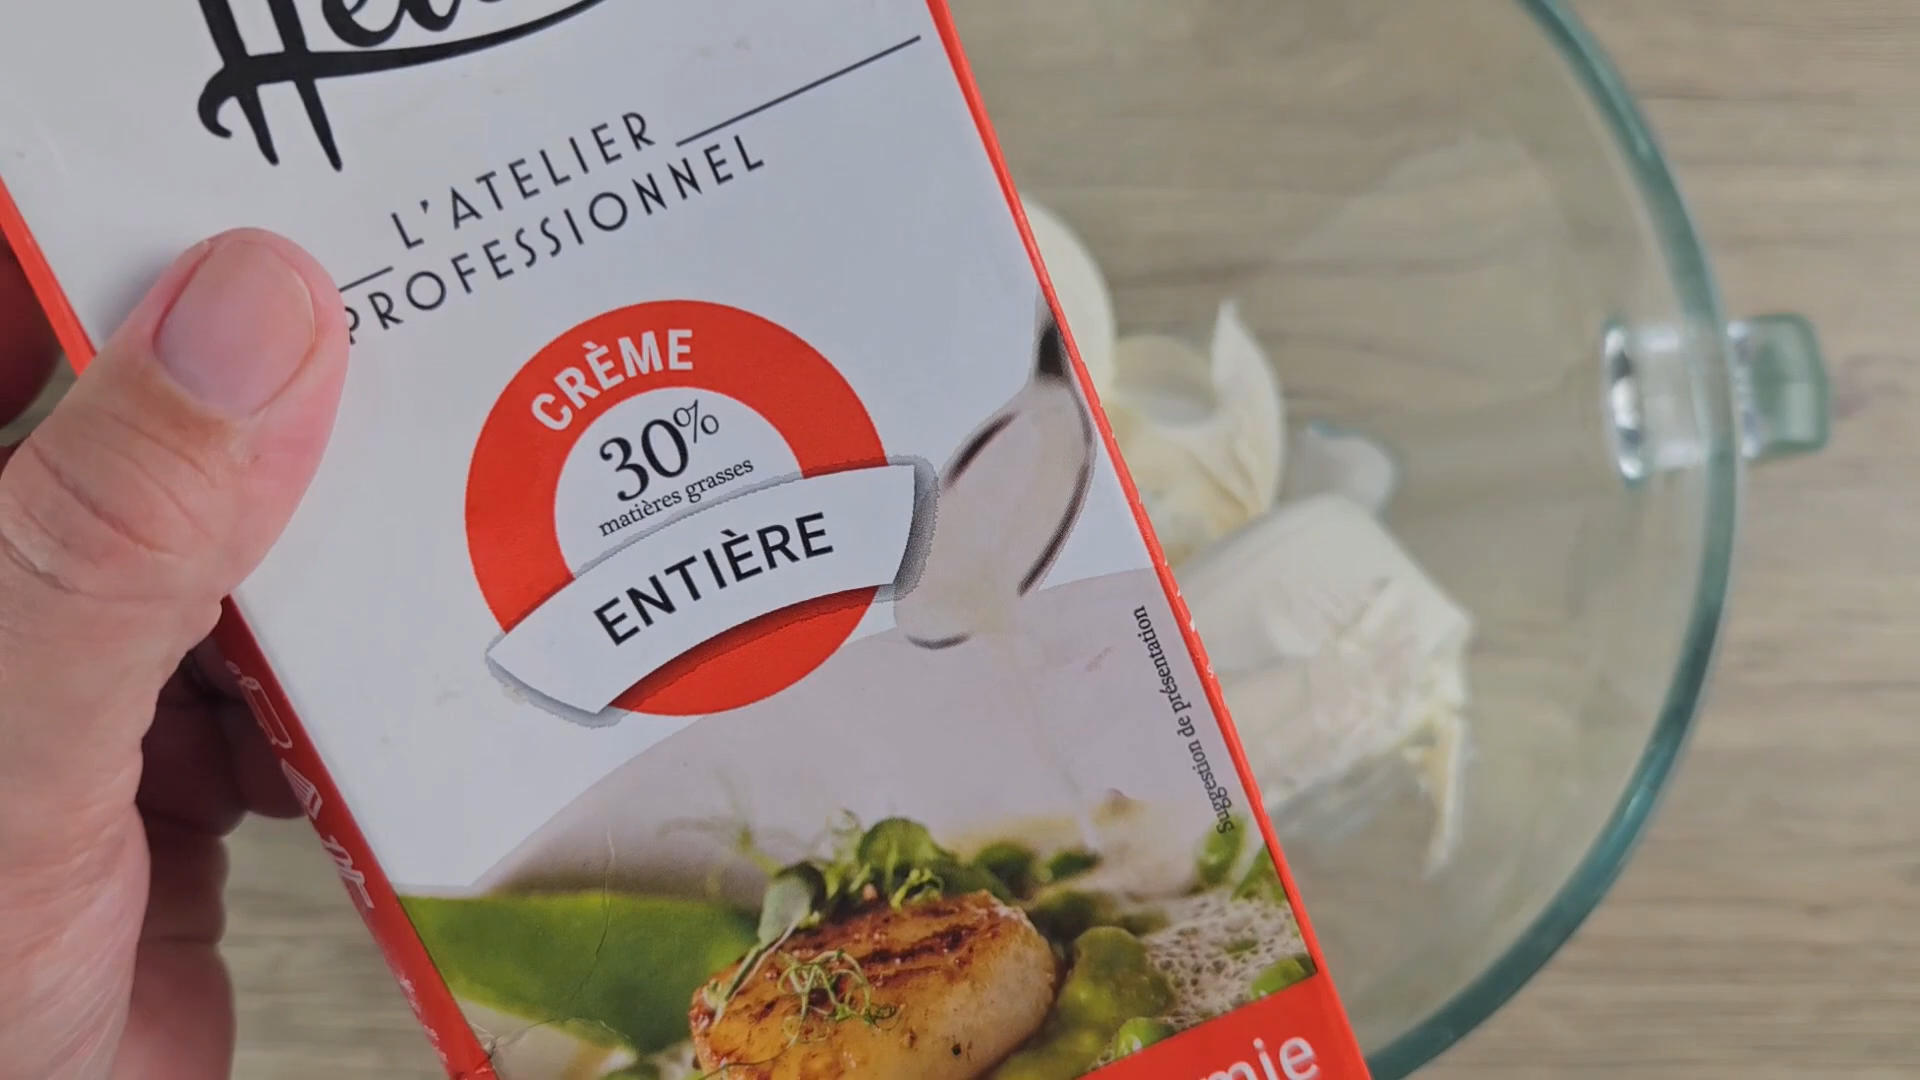 L'ATELIER
PROFESSIONNEL
CRÈME
30%
matières grasses
ENTIÈRE
Suggestion de présentation